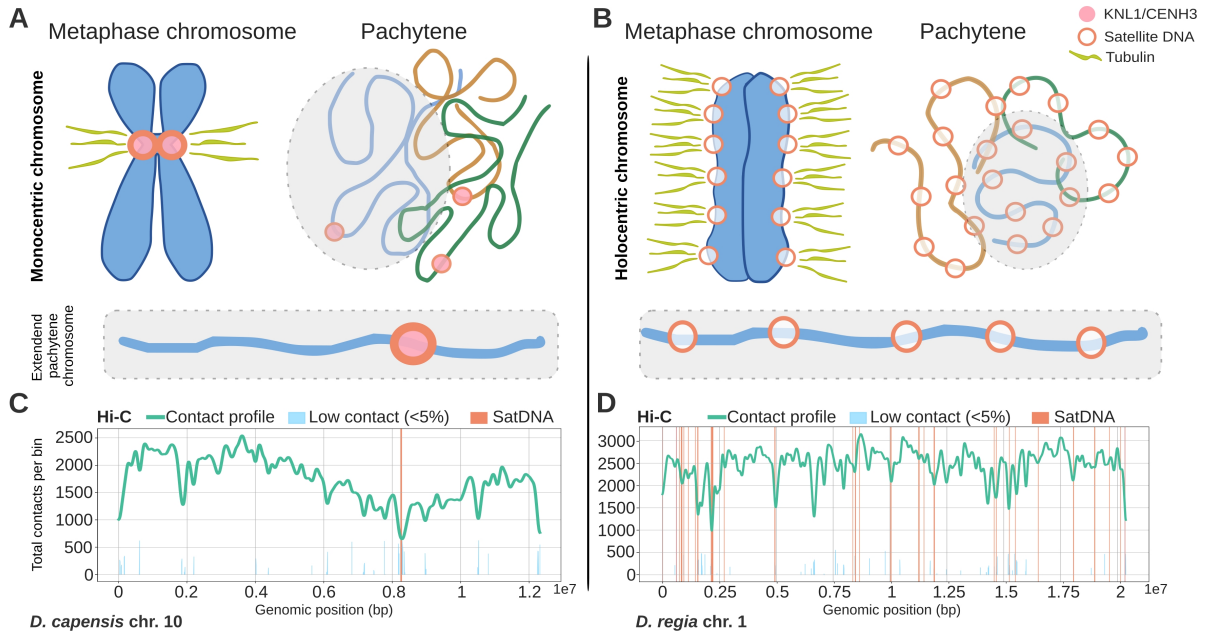 A
Metaphase chromosome
Pachytene
Monocentric chromosome
Extendend
pachytene
chromosome
B
Metaphase chromosome
Pachytene
KNL1/CENH3
Satellite DNA
Tubulin
Holocentric chromosome
C
Hi-C
Contact profile
Low contact (<5%)
SatDNA
Total contacts per bin
2500
2000
1500
1000
500
0
0 0.2 0.4 0.6 0.8 1 1.2 1e7
Genomic position (bp)
D. capensis chr. 10
D
Hi-C
Contact profile
Low contact (<5%)
SatDNA
3000
2500
2000
1500
1000
500
0
0 0.25 0.5 0.75 1 1.25 1.5 1.75 2 1e7
Genomic position (bp)
D. regia chr. 1